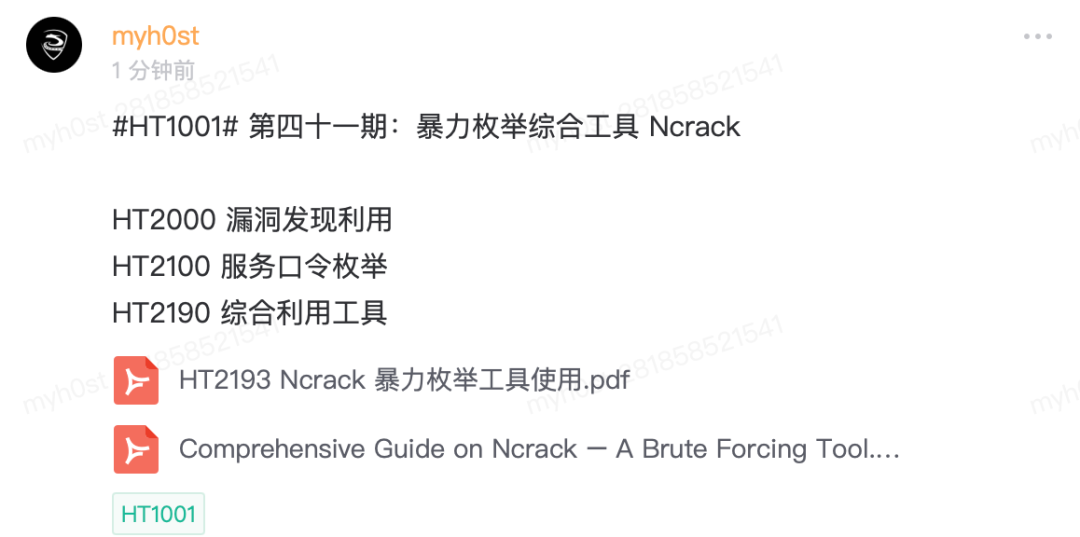 myh0st
1 分钟前
#HT1001# 第四十一期：暴力枚举综合工具 Ncrack
HT2000 漏洞发现利用
HT2100 服务口令枚举
HT2190 综合利用工具
HT2193 Ncrack 暴力枚举工具使用.pdf
Comprehensive Guide on Ncrack — A Brute Forcing Tool....
HT1001
myh0st_281858521541